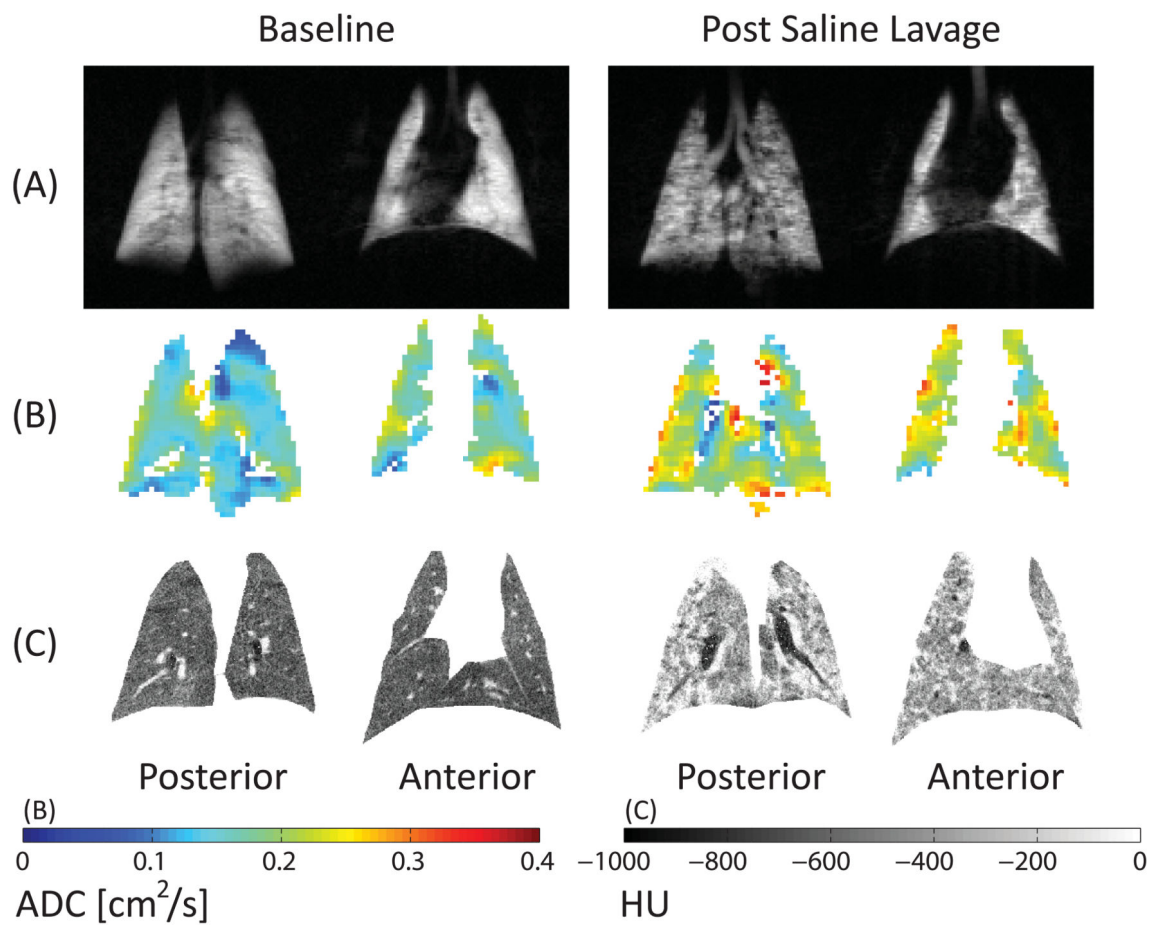 Baseline Post Saline Lavage
(A)
(B)
(C)
Posterior Anterior Posterior Anterior
(B) (C)
0 0.1 0.2 0.3 0.4 −1000 −800 −600 −400 −200 0
ADC [cm²/s] HU